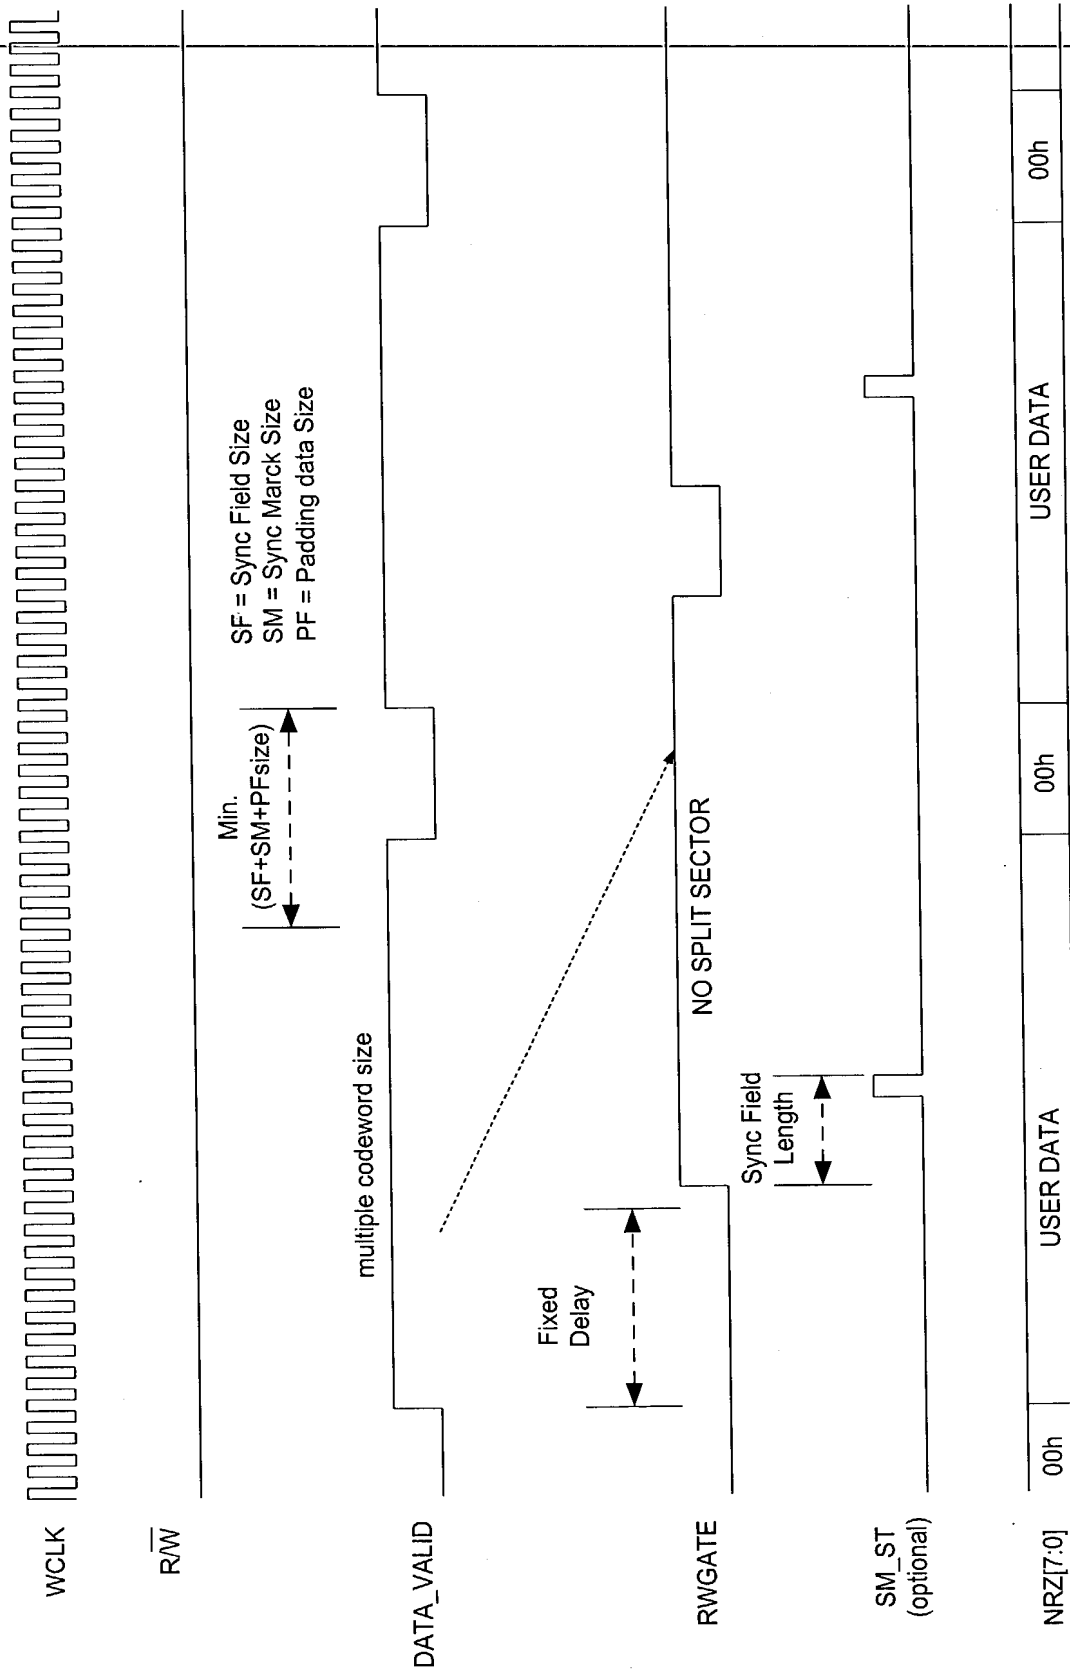 WCLK
R/W
SF = Sync Field Size
SM = Sync Marck Size
PF = Padding data Size
Min.
(SF+SM+PFsize)
multiple codeword size
DATA_VALID
Fixed
Delay
NO SPLIT SECTOR
RWGATE
Sync Field
Length
SM_ST
(optional)
NRZ[7:0]
00h
USER DATA
00h
USER DATA
00h